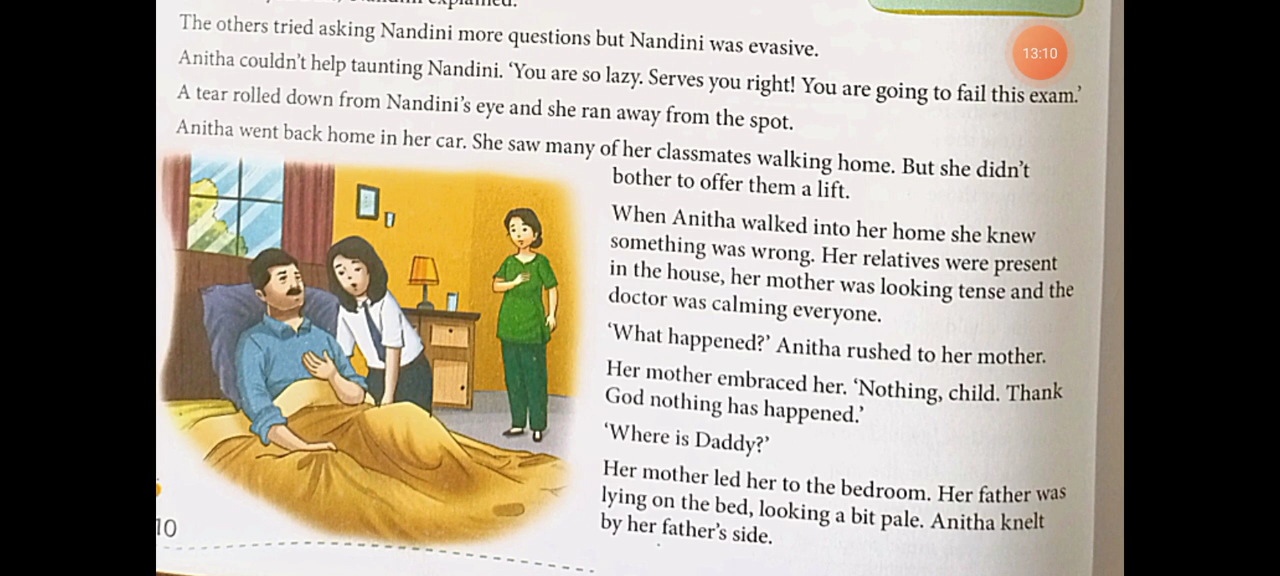 explained.
The others tried asking Nandini more questions but Nandini was evasive.
Anitha couldn't help taunting Nandini. 'You are so lazy. Serves you right! You are going to fail this exam.'
A tear rolled down from Nandini's eye and she ran away from the spot.
Anitha went back home in her car. She saw many of her classmates walking home. But she didn't
bother to offer them a lift.
When Anitha walked into her home she knew
something was wrong. Her relatives were present
in the house, her mother was looking tense and the
doctor was calming everyone.
'What happened?' Anitha rushed to her mother.
Her mother embraced her. 'Nothing, child. Thank
God nothing has happened.'
'Where is Daddy?'
Her mother led her to the bedroom. Her father was
lying on the bed, looking a bit pale. Anitha knelt
by her father's side.
10
13:10